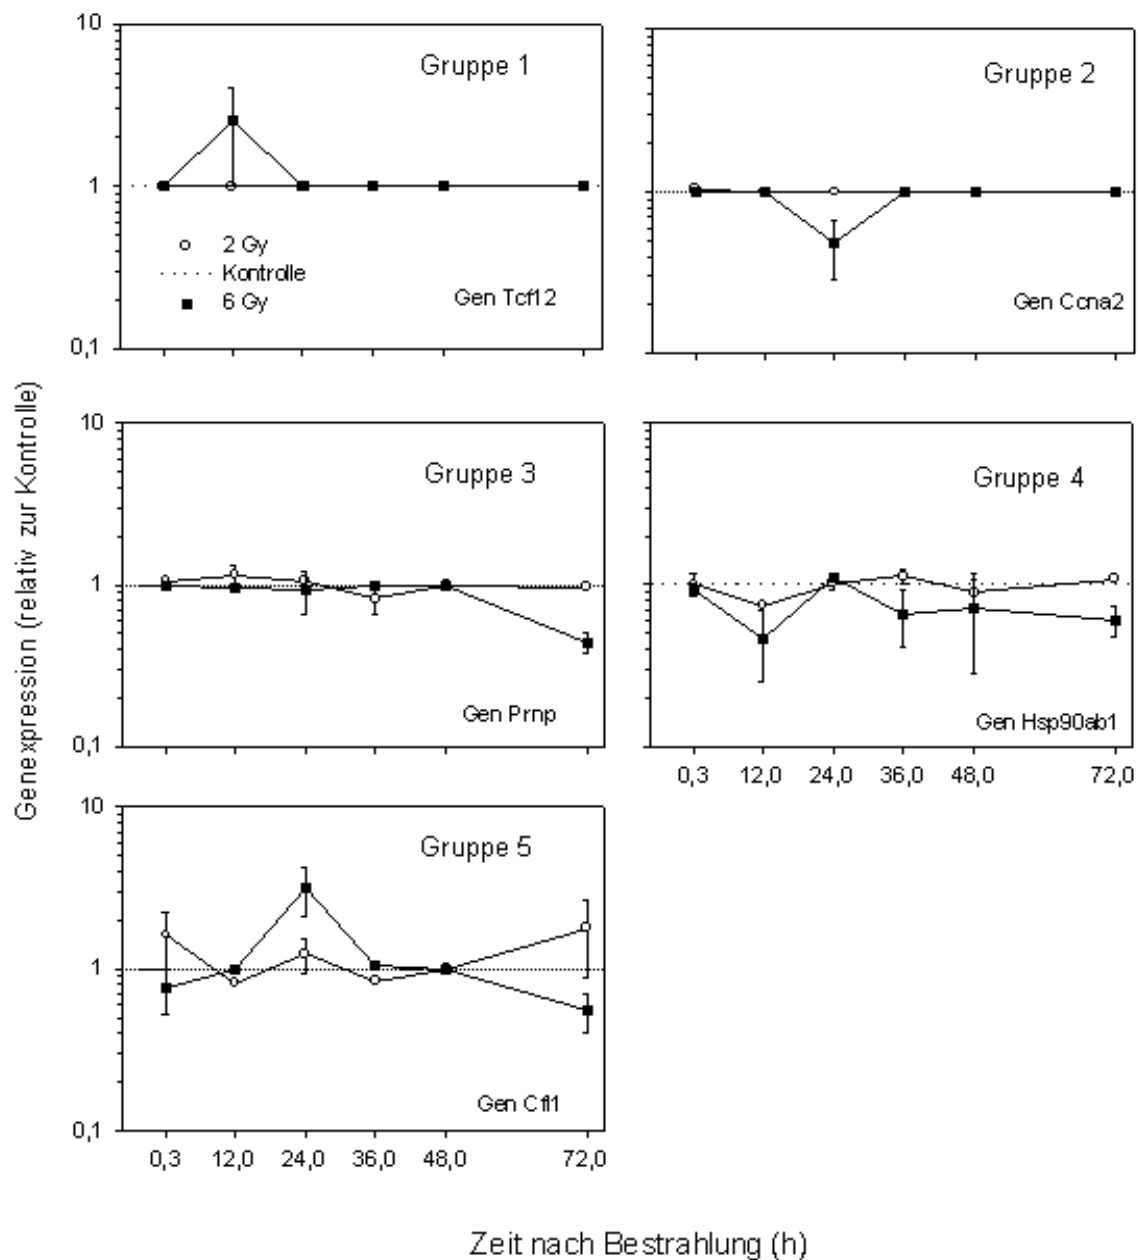 10
Gruppe 1
Gruppe 2
1
2 Gy
Kontrolle
6 Gy
Gen Tcf12
Gen Ccna2
0,1
Genexpression (relativ zur Kontrolle)
10
Gruppe 3
Gruppe 4
1
Gen Prnp
Gen Hsp90ab1
0,1
0,3 12,0 24,0 36,0 48,0 72,0
10
Gruppe 5
1
Gen Cfl1
0,1
0,3 12,0 24,0 36,0 48,0 72,0
Zeit nach Bestrahlung (h)